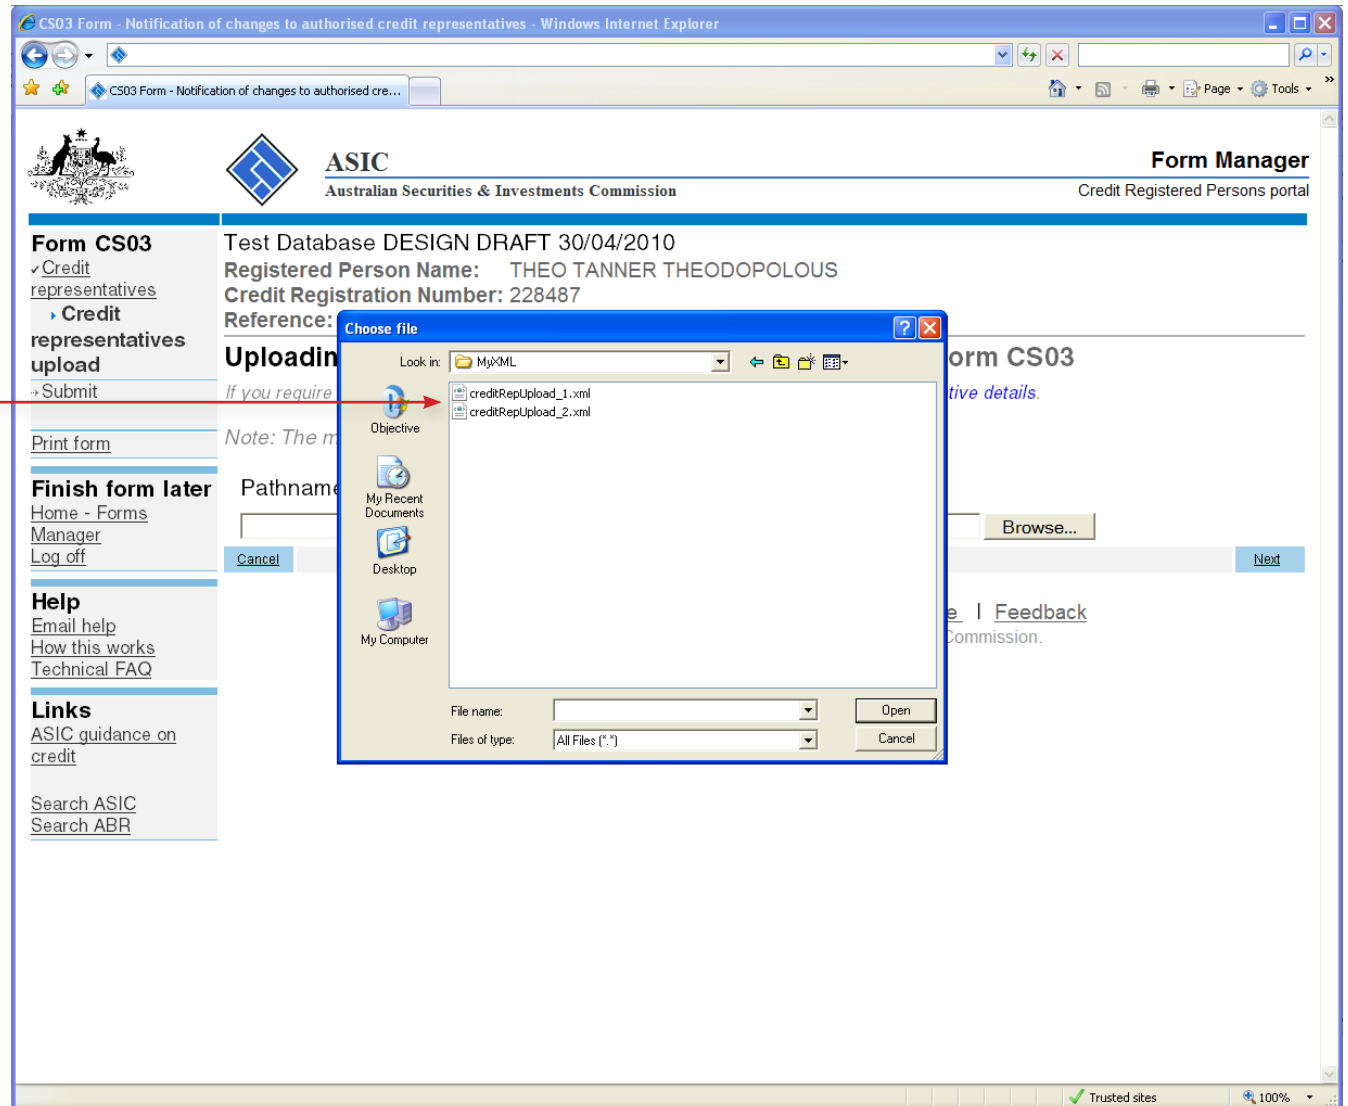 CS03 Form - Notification of changes to authorised credit representatives - Windows Internet Explorer
CS03 Form - Notification of changes to authorised cre...
Page
Tools
ASIC
Australian Securities & Investments Commission
Form Manager
Credit Registered Persons portal
Form CS03
Credit
representatives
Credit
representatives
upload
Submit
Print form
Finish form later
Home - Forms
Manager
Log off
Help
Email help
How this works
Technical FAQ
Links
ASIC guidance on
credit
Search ASIC
Search ABR
Test Database DESIGN DRAFT 30/04/2010
Registered Person Name: THEO TANNER THEODOPOLOUS
Credit Registration Number: 228487
Reference:
Uploadin orm CS03
If you require tive details.
Note: The m
Pathname
Browse...
Cancel
Next
e | Feedback
Commission.
Choose file
Look in: MyXML
creditRepUpload_1.xml
creditRepUpload_2.xml
Objective
My Recent
Documents
Desktop
My Computer
File name:
Open
Files of type: All Files (*.*)
Cancel
Trusted sites
100%